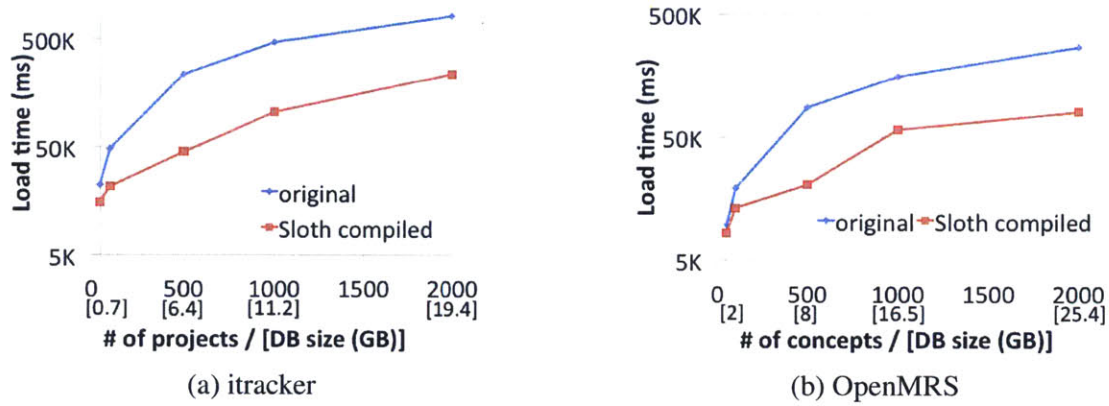 500K
50K
5K
Load time (ms)
original
Sloth compiled
0 500 1000 1500 2000
[0.7] [6.4] [11.2] [19.4]
# of projects / [DB size (GB)]
(a) itracker
500K
50K
5K
Load time (ms)
original Sloth compiled
0 500 1000 1500 2000
[2] [8] [16.5] [25.4]
# of concepts / [DB size (GB)]
(b) OpenMRS